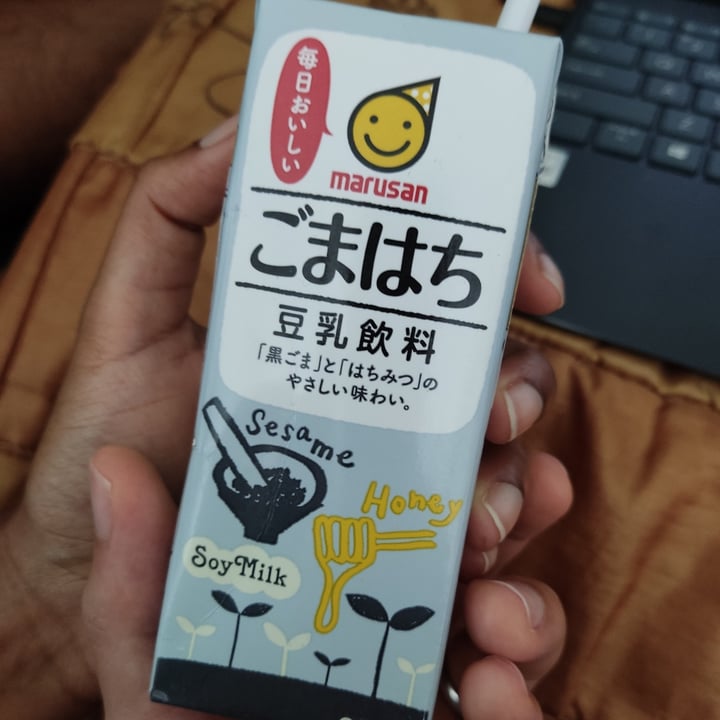 毎日おいしい
marusan
ごまはち
豆乳飲料
「黒ごま」と「はちみつ」の
やさしい味わい。
Sesame
Honey
SoyMilk